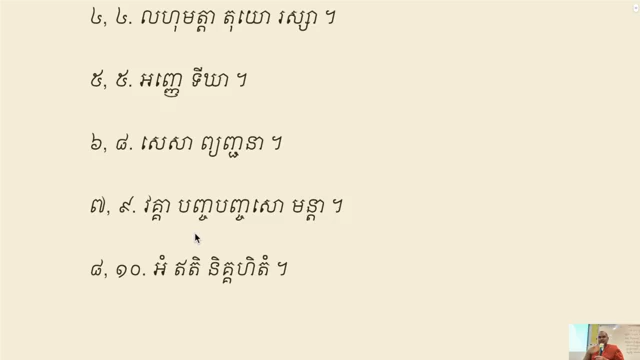 ៤, ៤. លហុមត្តា តុយោ រស្សា ។
៥, ៥. អញ្ញេ ទីឃា ។
៦, ៨. សេសា ព្យញ្ជនា ។
៧, ៩. វគ្គា បញ្ចបញ្ចសោ មន្តា ។
៨, ១០. អំ ឥតិ និគ្គហិតំ ។